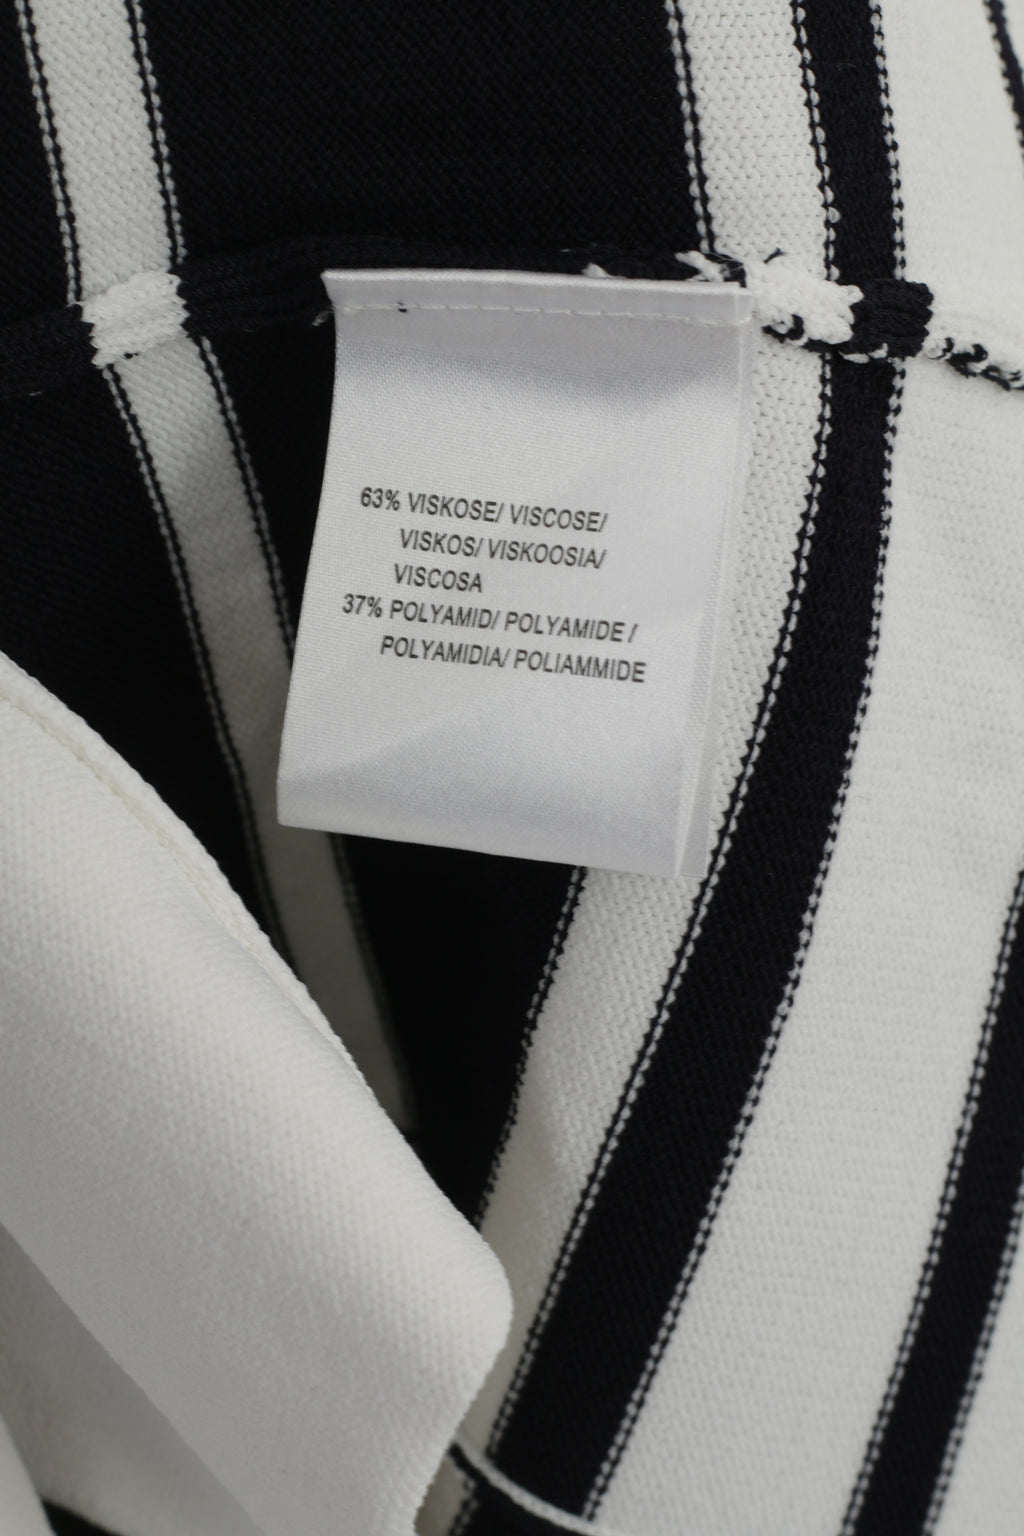 63% VISKOSE/ VISCOSE/
VISKOS/ VISKOOSIA/
VISCOSA
37% POLYAMID/ POLYAMIDE /
POLYAMIDIA/ POLIAMMIDE